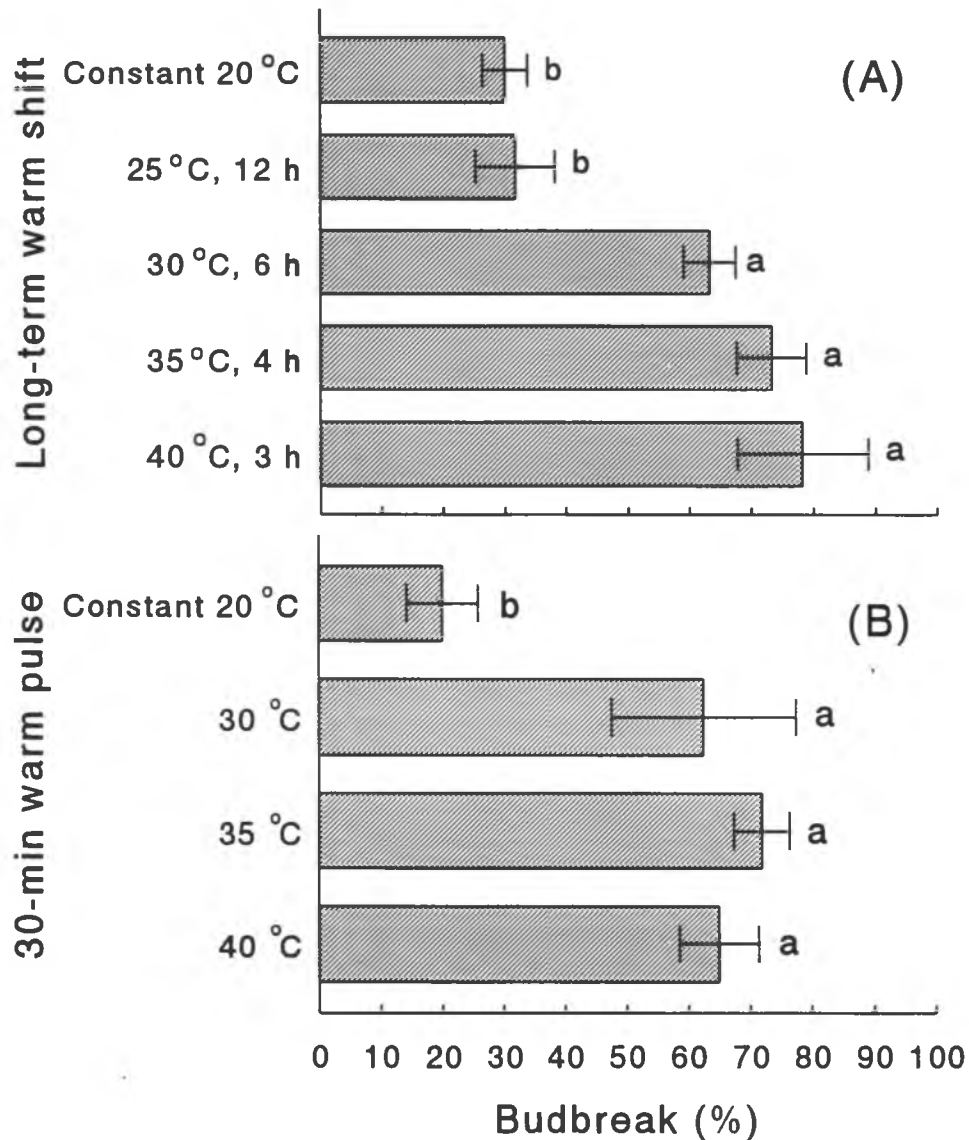 Long-term warm shift
(A)
Constant 20 °C
b
25 °C, 12 h
b
30 °C, 6 h
a
35 °C, 4 h
a
40 °C, 3 h
a
30-min warm pulse
(B)
Constant 20 °C
b
30 °C
a
35 °C
a
40 °C
a
0 10 20 30 40 50 60 70 80 90 100
Budbreak (%)